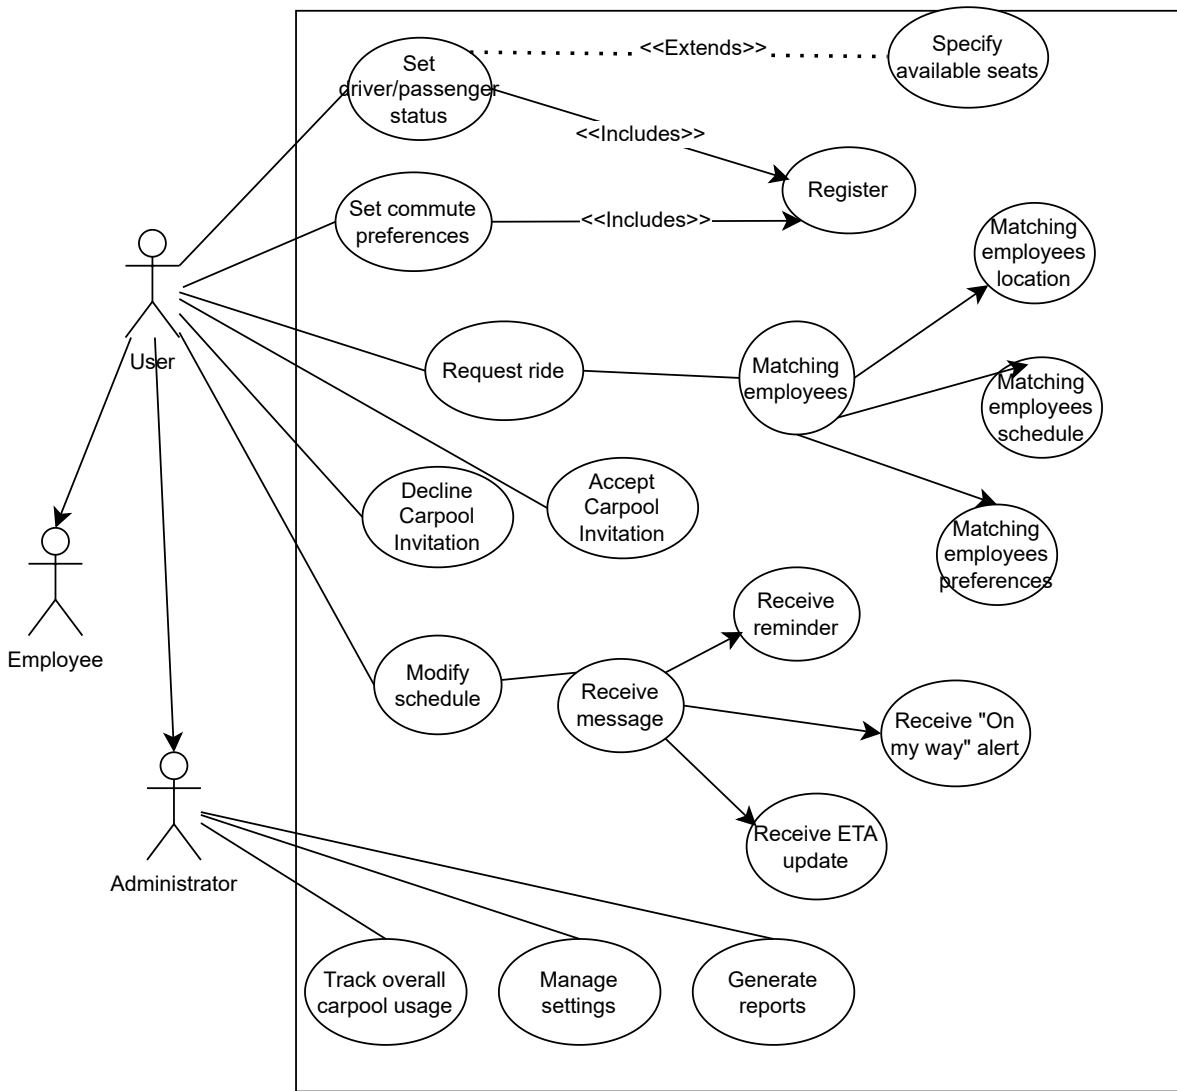 Set
driver/passenger
status
<<Extends>>
Specify
available seats
<<Includes>>
Register
Set commute
preferences
<<Includes>>
Matching
employees
location
User
Request ride
Matching
employees
Matching
employees
schedule
Decline
Carpool
Invitation
Accept
Carpool
Invitation
Matching
employees
preferences
Employee
Receive
reminder
Modify
schedule
Receive
message
Receive "On
my way" alert
Receive ETA
update
Administrator
Track overall
carpool usage
Manage
settings
Generate
reports